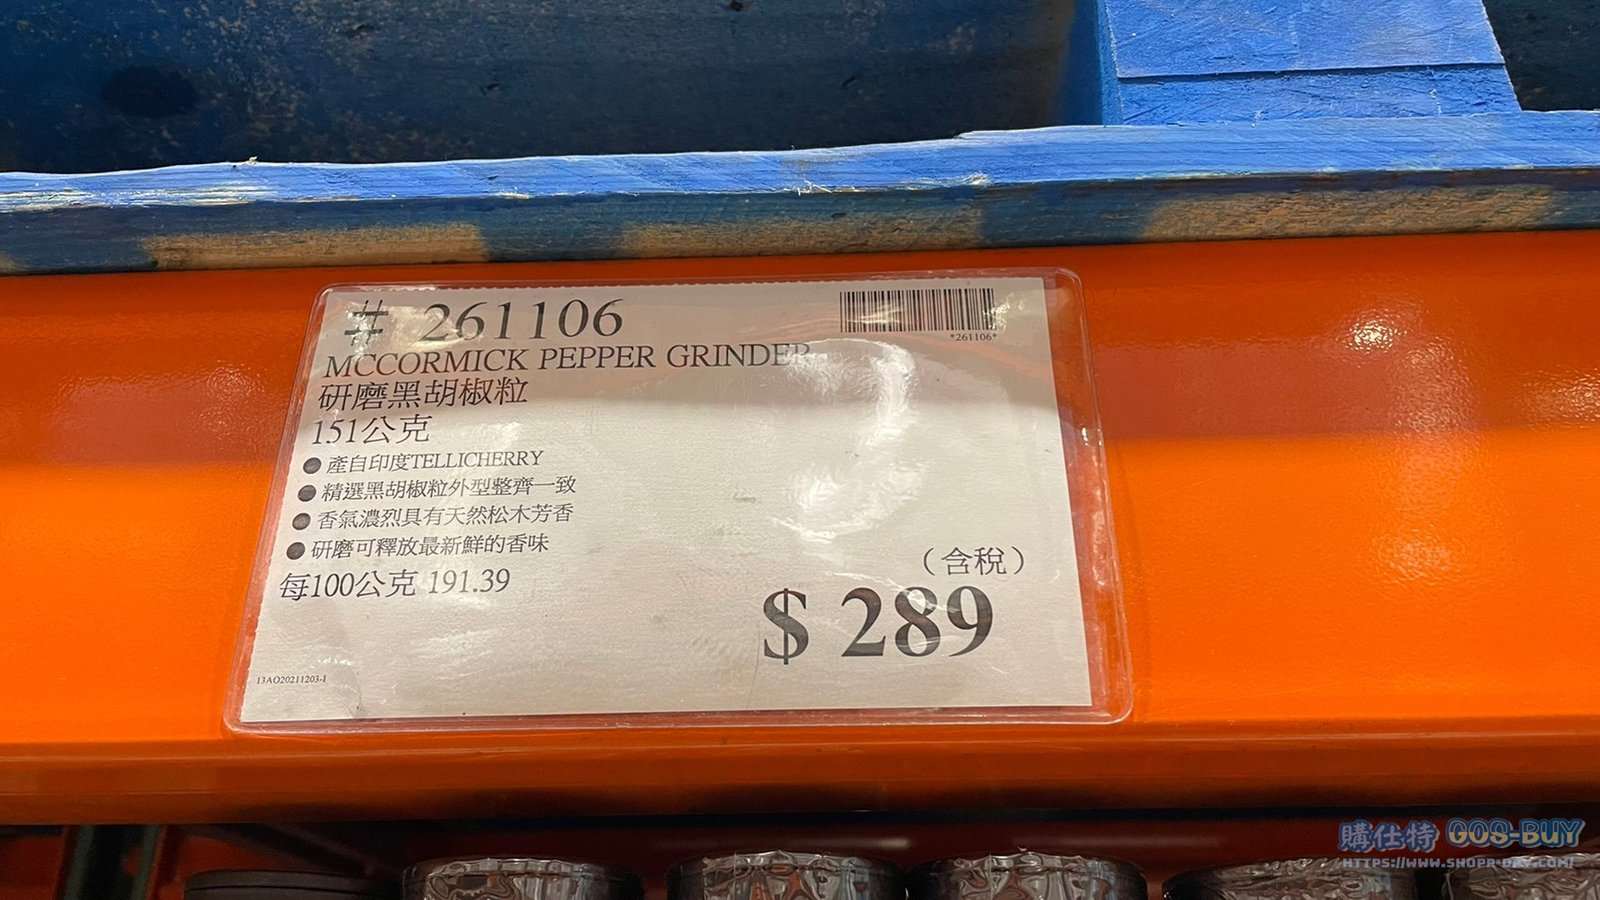 # 261106
*261106*
MCCORMICK PEPPER GRINDER
研磨黑胡椒粒
151公克
● 產自印度TELLICHERRY
● 精選黑胡椒粒外型整齊一致
● 香氣濃烈具有天然松木芳香
● 研磨可釋放最新鮮的香味
每100公克 191.39
（含稅）
$ 289
13AO20211203-1
購仕特 GOS-BUY
HTTPS://WWW.SHOPR-DAY.COM/